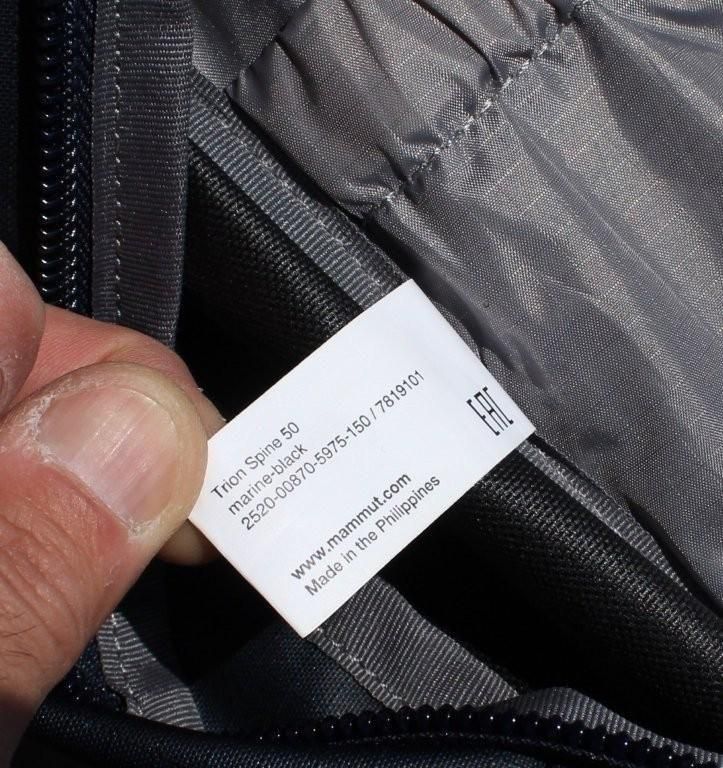 Trion Spine 50
marine-black
2520-00870-5975-150 / 7819101
EAC
www.mammut.com
Made in the Philippines